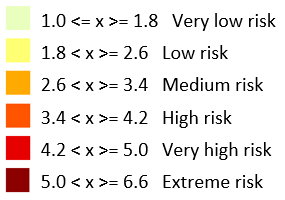 1.0 <= x >= 1.8 Very low risk
1.8 < x >= 2.6 Low risk
2.6 < x >= 3.4 Medium risk
3.4 < x >= 4.2 High risk
4.2 < x >= 5.0 Very high risk
5.0 < x >= 6.6 Extreme risk